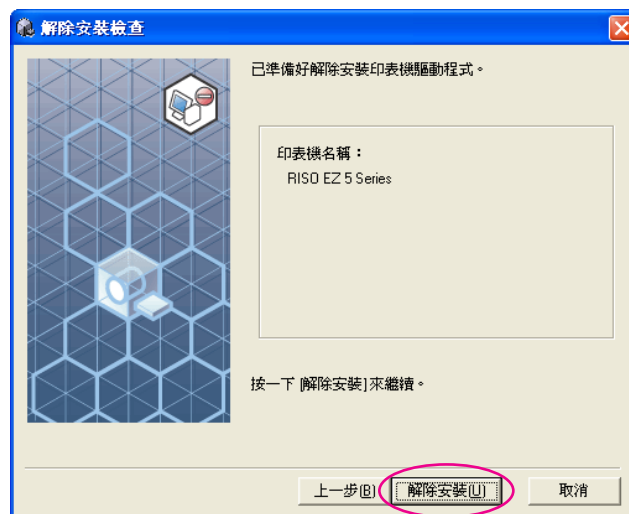 解除安裝檢查
已準備好解除安裝印表機驅動程式。
印表機名稱：
RISO EZ 5 Series
按一下 [解除安裝] 來繼續。
上一步(B) 解除安裝(U) 取消